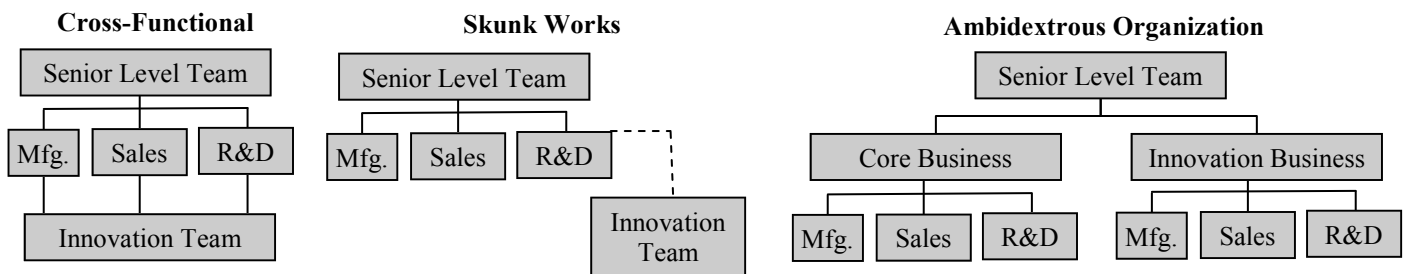 Cross-Functional
Senior Level Team
Mfg.
Sales
R&D
Innovation Team
Skunk Works
Senior Level Team
Mfg.
Sales
R&D
Innovation
Team
Ambidextrous Organization
Senior Level Team
Core Business
Innovation Business
Mfg.
Sales
R&D
Mfg.
Sales
R&D